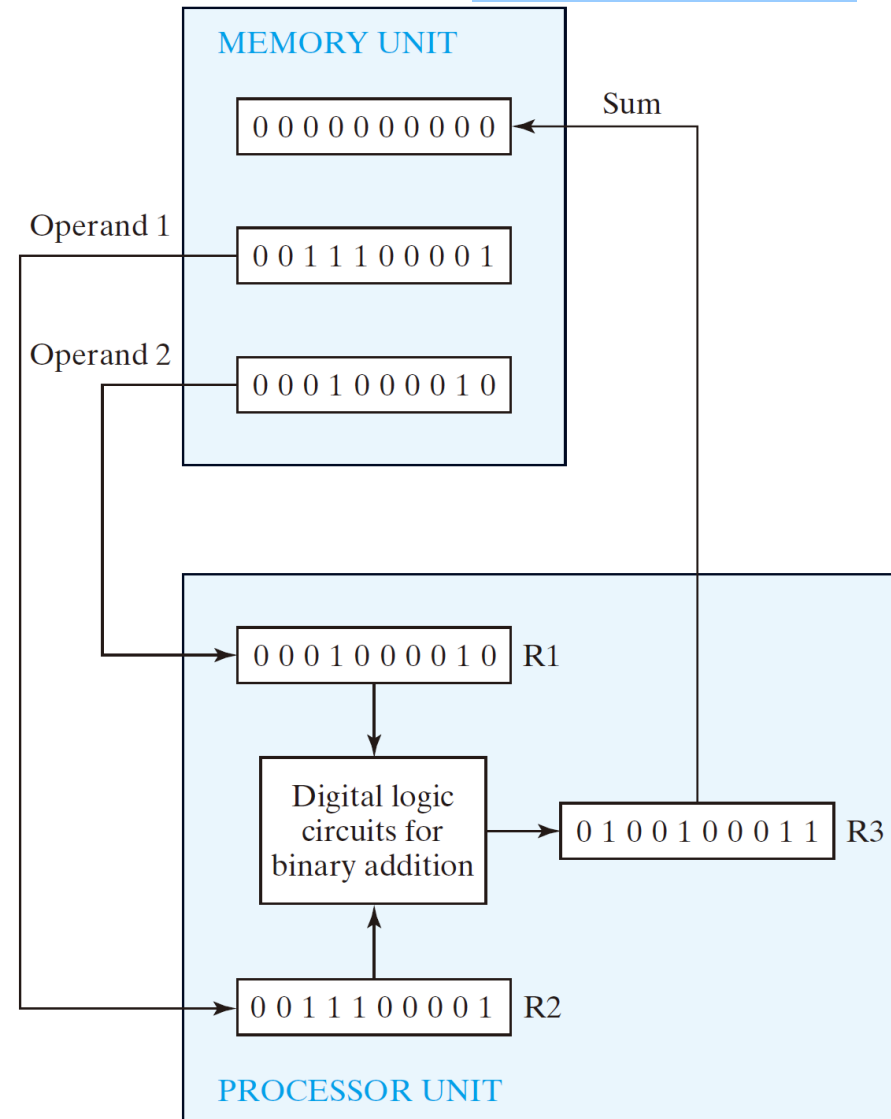 MEMORY UNIT
Sum
0 0 0 0 0 0 0 0 0 0
Operand 1
0 0 1 1 1 0 0 0 0 1
Operand 2
0 0 0 1 0 0 0 0 1 0
0 0 0 1 0 0 0 0 1 0 R1
Digital logic
circuits for
binary addition
0 1 0 0 1 0 0 0 1 1 R3
0 0 1 1 1 0 0 0 0 1 R2
PROCESSOR UNIT